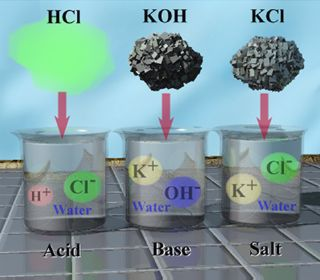 HCl KOH KCl
H⁺ Cl⁻ Water
K⁺ OH⁻ Water
K⁺ Cl⁻ Water
Acid Base Salt